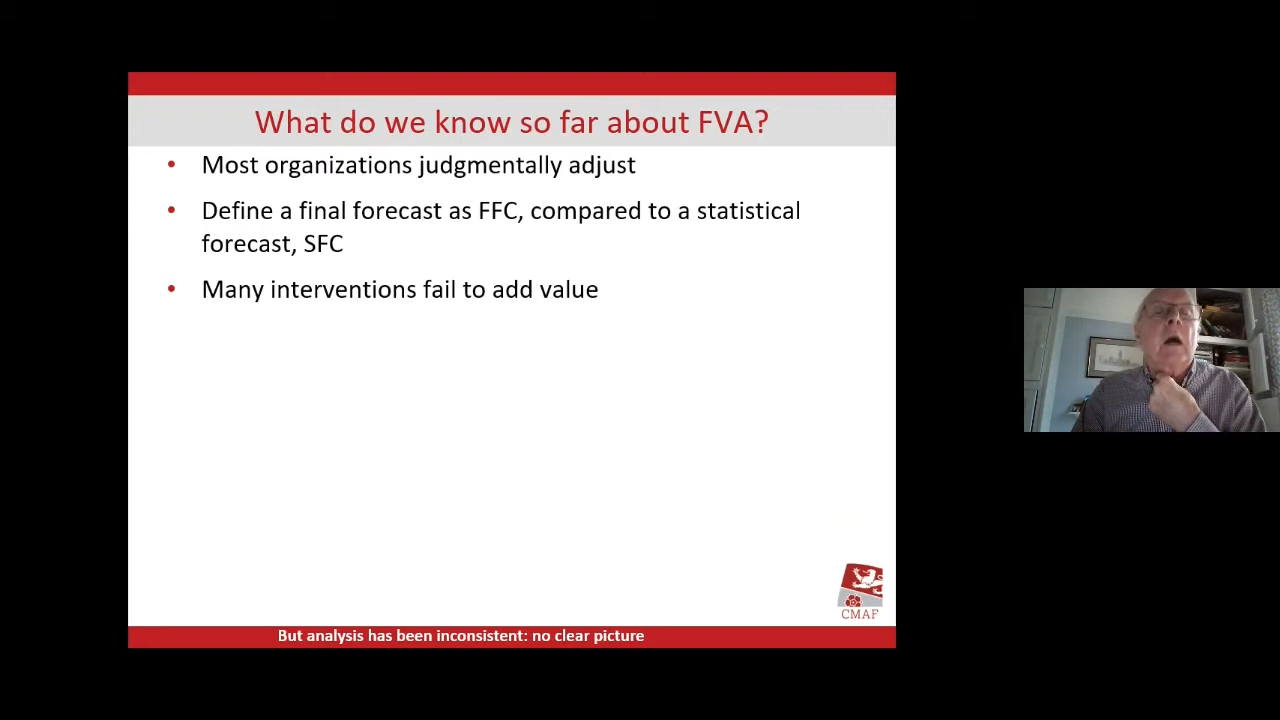 What do we know so far about FVA?
• Most organizations judgmentally adjust
• Define a final forecast as FFC, compared to a statistical
forecast, SFC
• Many interventions fail to add value
CMAF
But analysis has been inconsistent: no clear picture